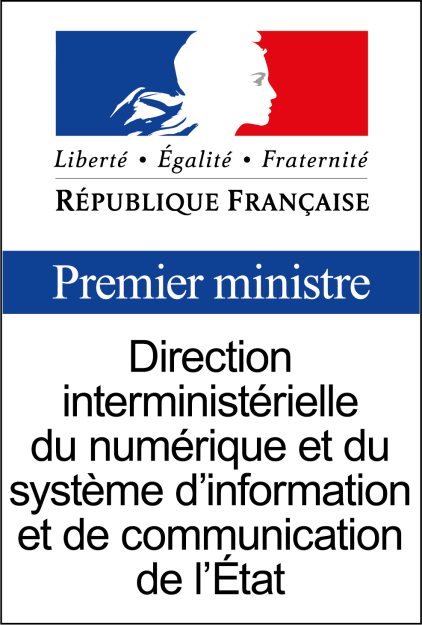 Liberté • Égalité • Fraternité
RÉPUBLIQUE FRANÇAISE
Premier ministre
Direction
interministérielle
du numérique et du
système d’information
et de communication
de l’État